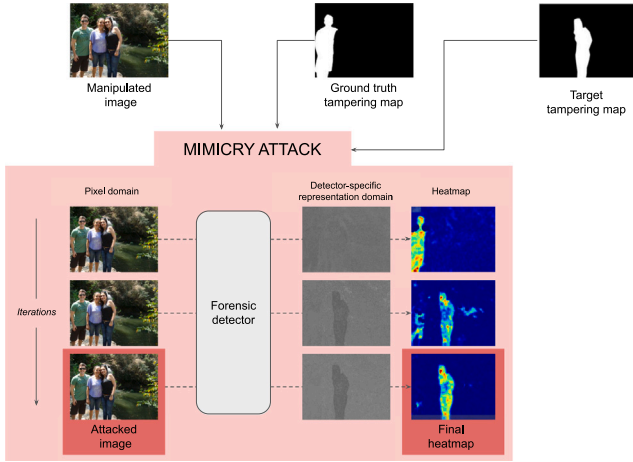 Manipulated
image
Ground truth
tampering map
Target
tampering map
MIMICRY ATTACK
Pixel domain
Detector-specific
representation domain
Heatmap
Iterations
Forensic
detector
Attacked
image
Final
heatmap